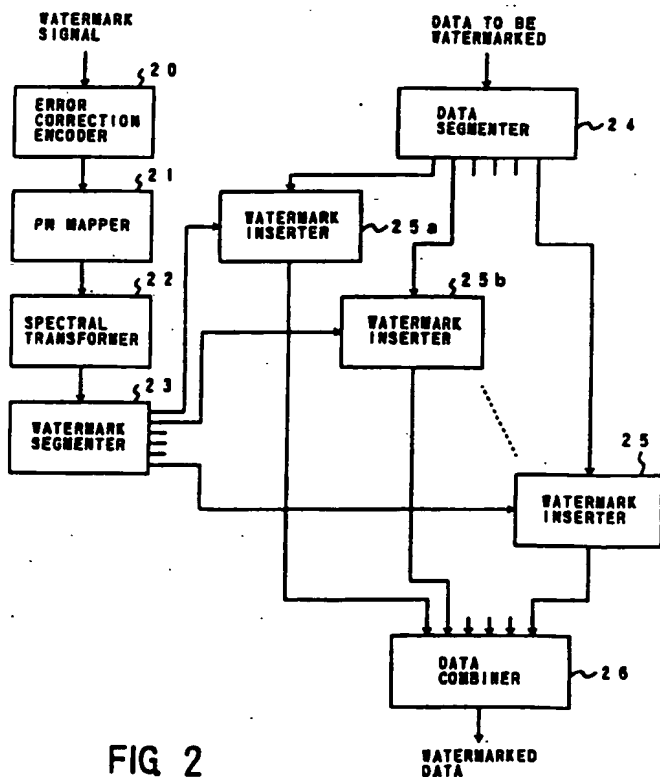 WATERMARK
SIGNAL
20
ERROR
CORRECTION
ENCODER
21
PN MAPPER
22
SPECTRAL
TRANSFORMER
23
WATERMARK
SEGMENTER
DATA TO BE
WATERMARKED
DATA
SEGMENTER
24
WATERMARK
INSERTER
25a
25b
WATERMARK
INSERTER
25
WATERMARK
INSERTER
DATA
COMBINER
26
WATERMARKED
DATA
FIG. 2